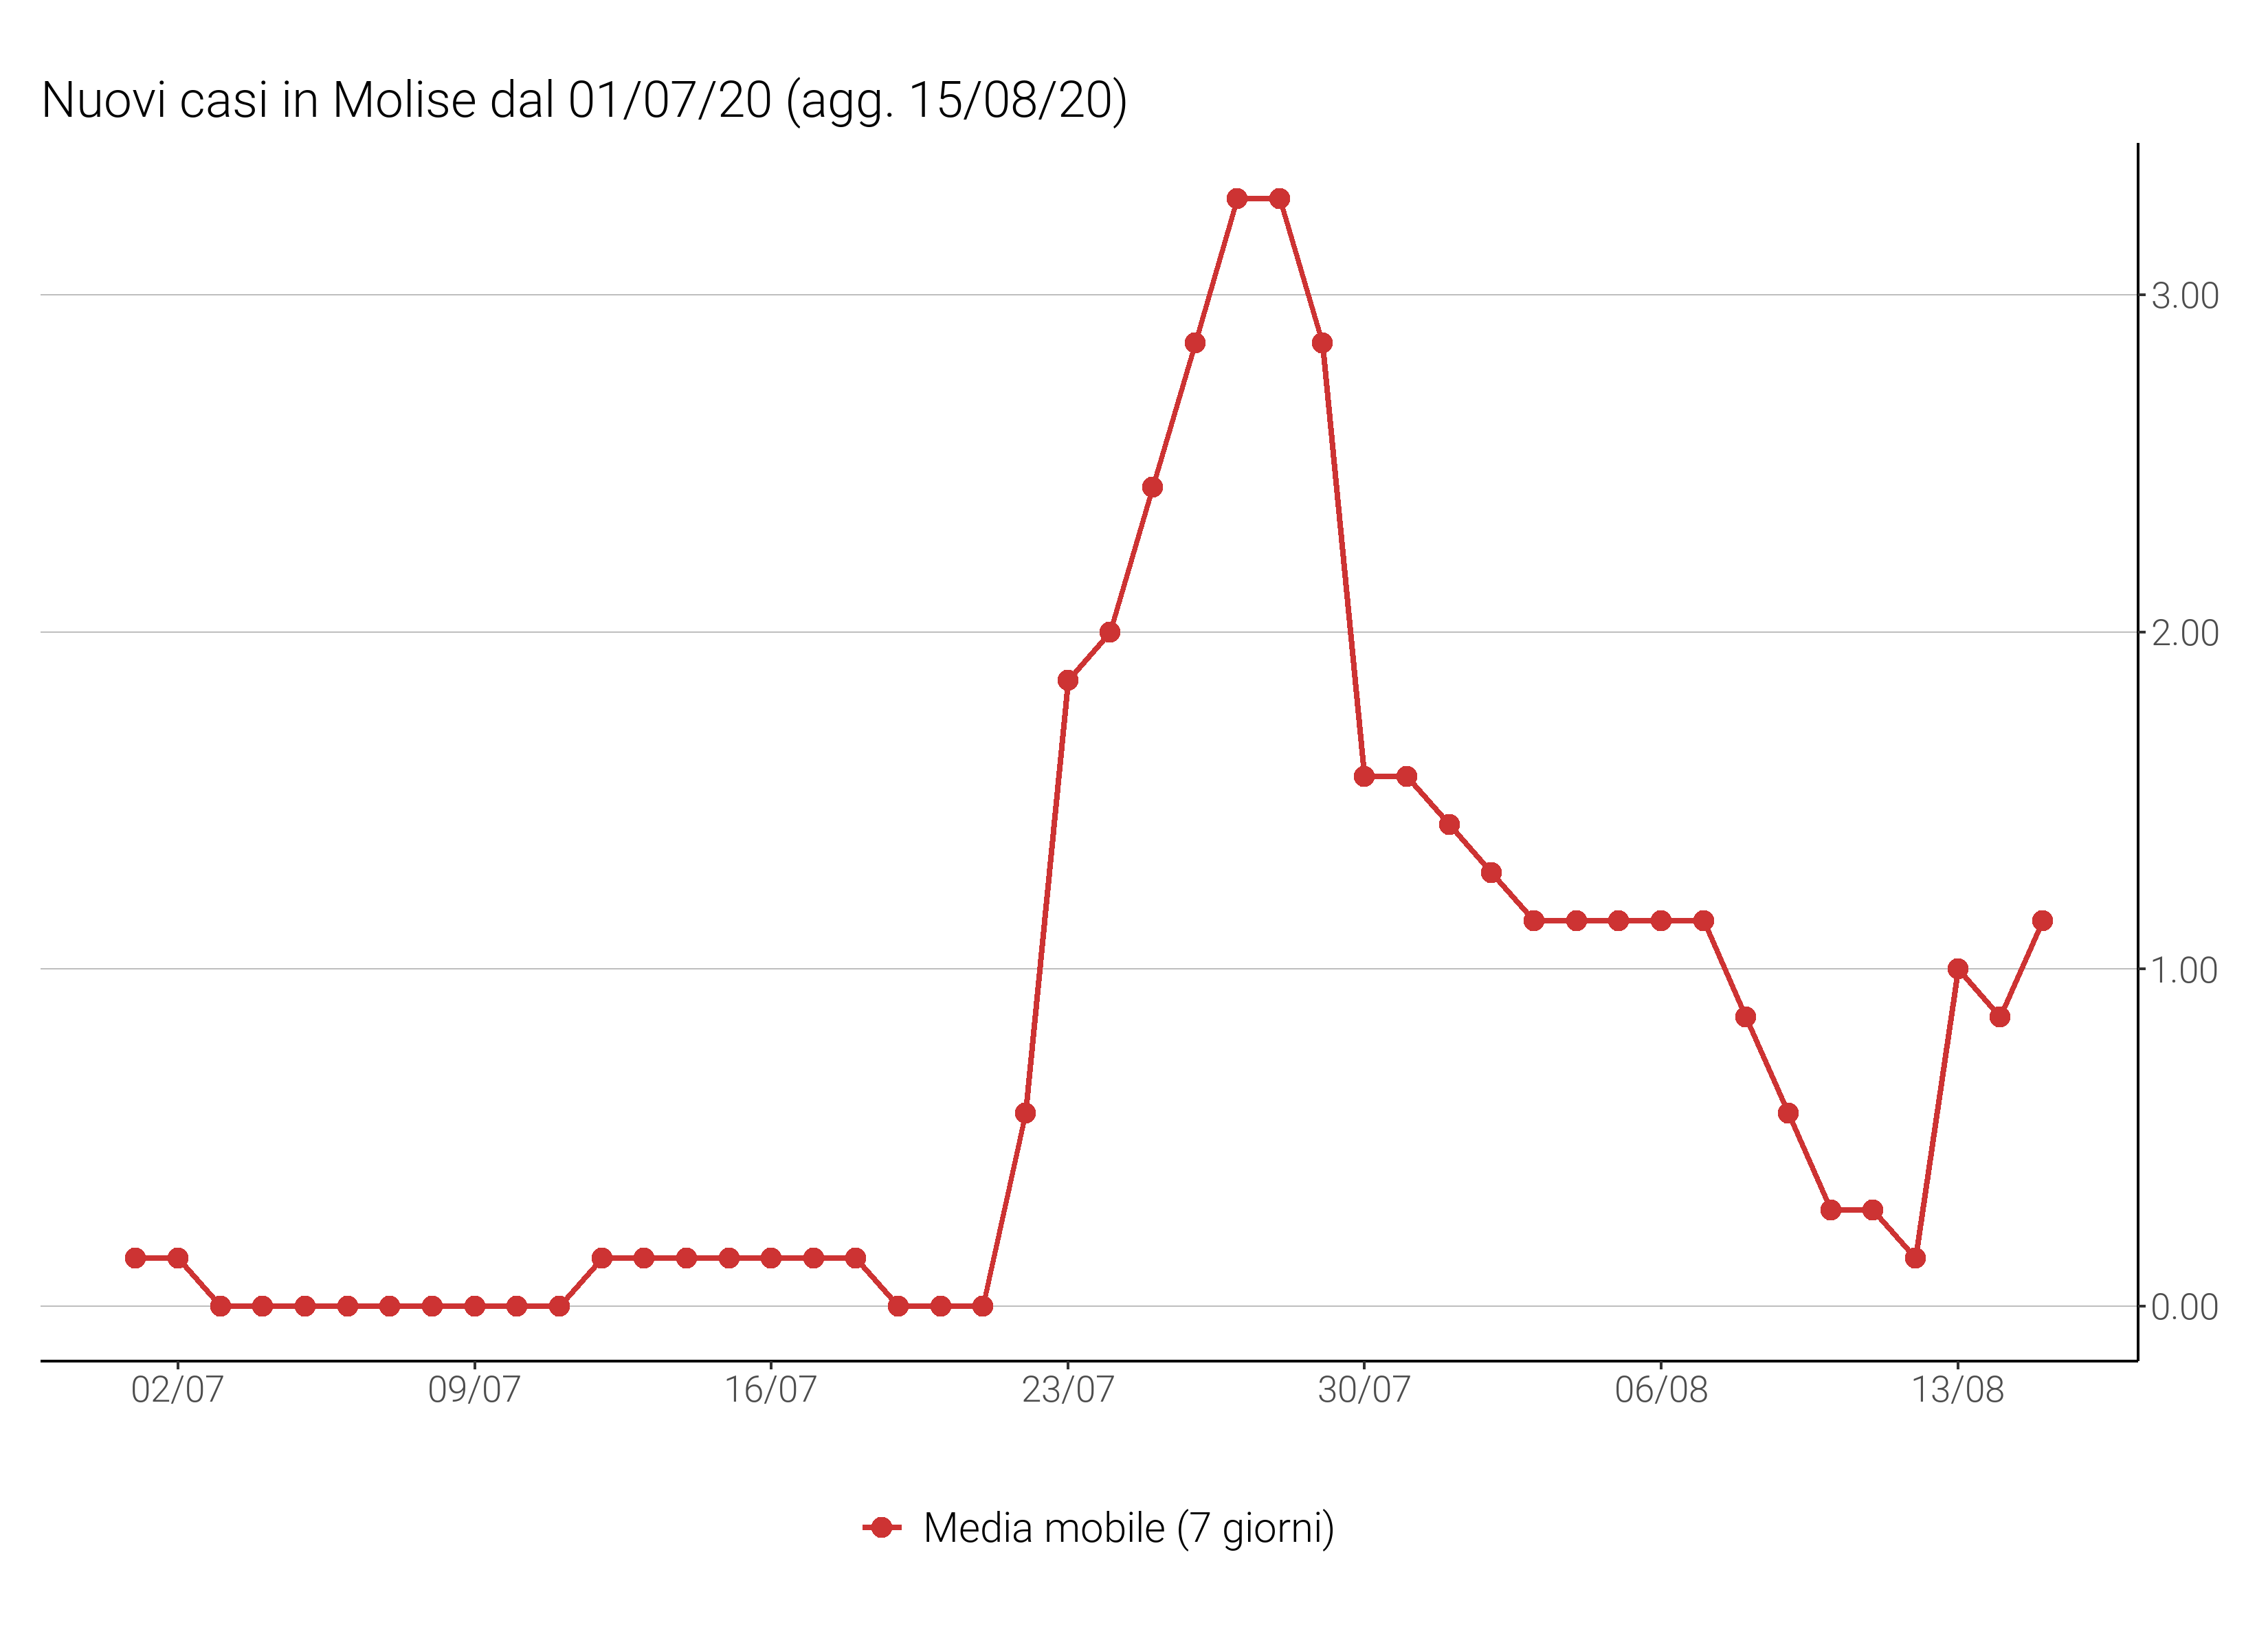 Nuovi casi in Molise dal 01/07/20 (agg. 15/08/20)
3.00
2.00
1.00
0.00
02/07 09/07 16/07 23/07 30/07 06/08 13/08
Media mobile (7 giorni)